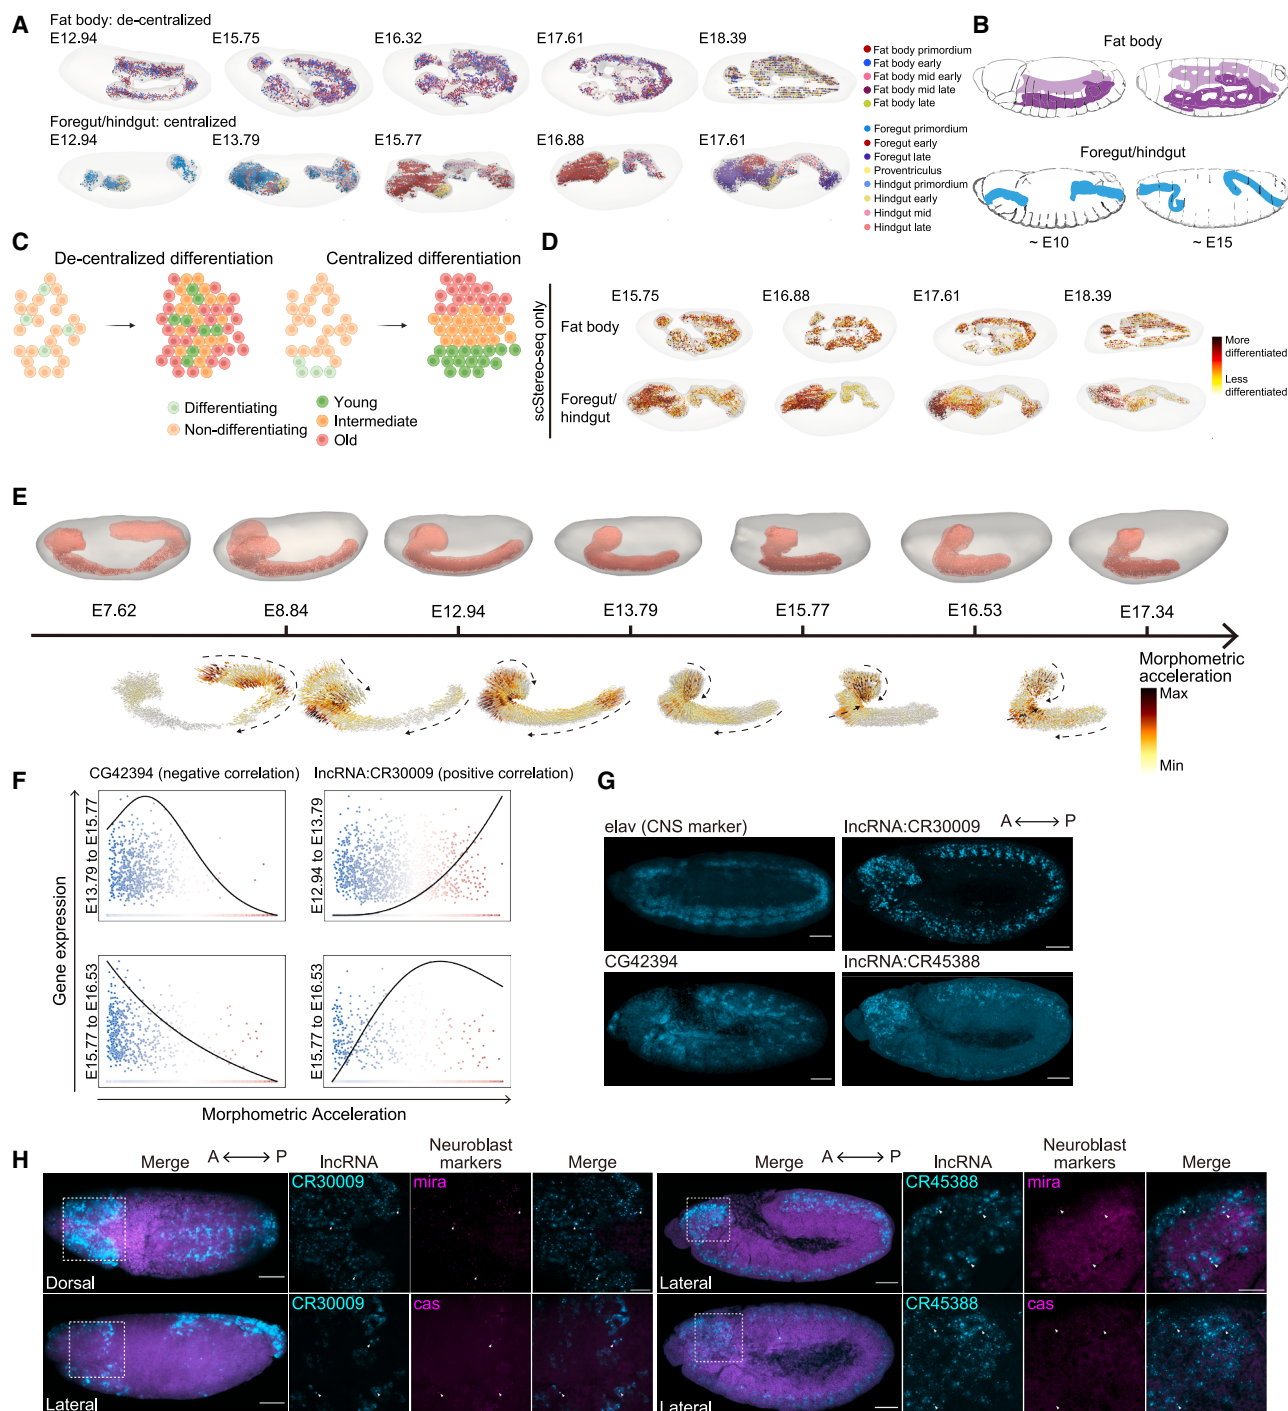 A
Fat body: de-centralized
E12.94
E15.75
E16.32
E17.61
E18.39
Fat body primordium
Fat body early
Fat body mid early
Fat body mid late
Fat body late
Foregut/hindgut: centralized
E12.94
E13.79
E15.77
E16.88
E17.61
Foregut primordium
Foregut early
Foregut late
Proventriculus
Hindgut primordium
Hindgut early
Hindgut mid
Hindgut late
B
Fat body
Foregut/hindgut
~ E10
~ E15
C
De-centralized differentiation
Centralized differentiation
Differentiating
Non-differentiating
Young
Intermediate
Old
D
scStereo-seq only
E15.75
E16.88
E17.61
E18.39
Fat body
Foregut/
hindgut
More
differentiated
Less
differentiated
E
E7.62
E8.84
E12.94
E13.79
E15.77
E16.53
E17.34
Morphometric
acceleration
Max
Min
F
CG42394 (negative correlation)
lncRNA:CR30009 (positive correlation)
Gene expression
E13.79 to E15.77
E12.94 to E13.79
E15.77 to E16.53
E15.77 to E16.53
Morphometric Acceleration
G
elav (CNS marker)
lncRNA:CR30009
A
P
CG42394
lncRNA:CR45388
H
Merge
A
P
lncRNA
Neuroblast
markers
Merge
Merge
A
P
lncRNA
Neuroblast
markers
Merge
Dorsal
CR30009
mira
Lateral
CR45388
mira
Lateral
CR30009
cas
Lateral
CR45388
cas